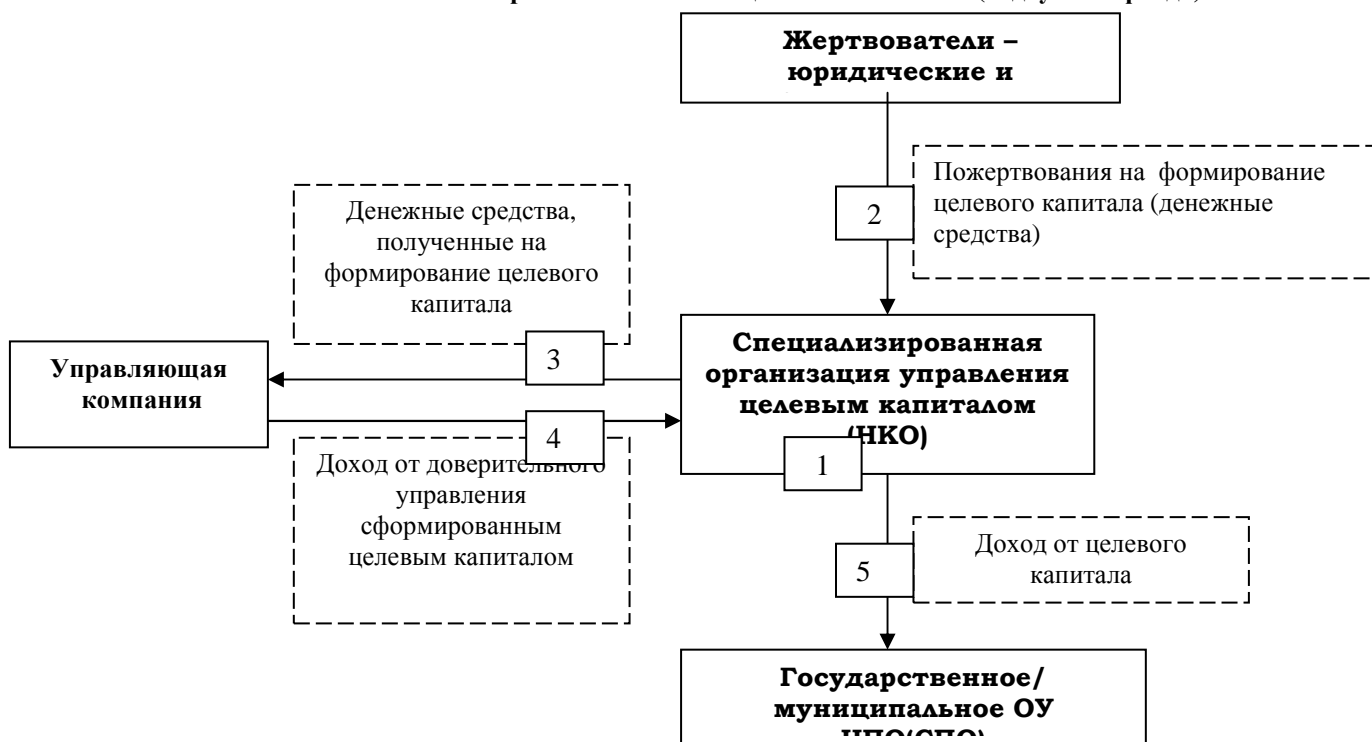 Жертвователи –
юридические и
Пожертвования на формирование
целевого капитала (денежные
средства)
2
Денежные средства,
полученные на
формирование целевого
капитала
3
Управляющая
компания
Специализированная
организация управления
целевым капиталом
(НКО)
1
4
Доход от доверительного
управления
сформированным
целевым капиталом
5
Доход от целевого
капитала
Государственное/
муниципальное ОУ
НПО(СПО)